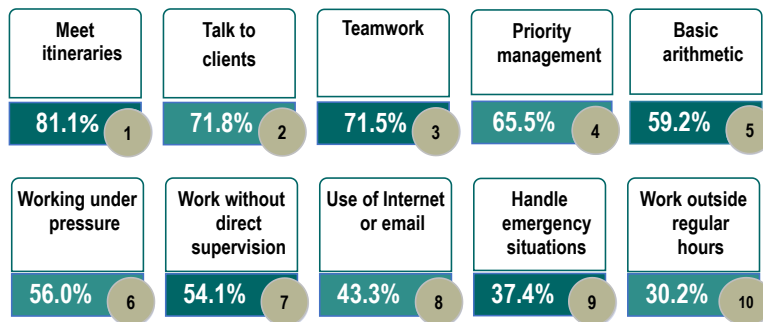 Meet
itineraries
81.1%
1
Talk to
clients
71.8%
2
Teamwork
71.5%
3
Priority
management
65.5%
4
Basic
arithmetic
59.2%
5
Working under
pressure
56.0%
6
Work without
direct
supervision
54.1%
7
Use of Internet
or email
43.3%
8
Handle
emergency
situations
37.4%
9
Work outside
regular
hours
30.2%
10